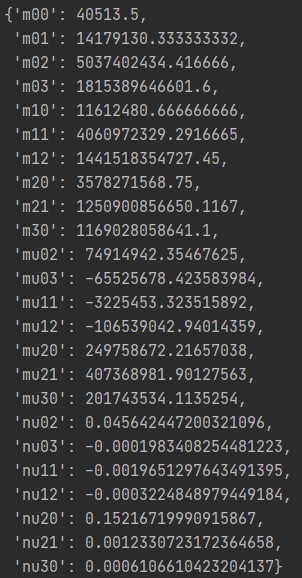 {'m00': 40513.5,
'm01': 14179130.333333332,
'm02': 5037402434.416666,
'm03': 1815389644601.6,
'm10': 11612480.666666666,
'm11': 4060972329.2916665,
'm12': 1441518354727.45,
'm20': 3578271568.75,
'm21': 1250900856650.1167,
'm30': 1169028058641.1,
'mu02': 74914942.35467625,
'mu03': -65525678.423583984,
'mu11': -3225453.323515892,
'mu12': -106539042.94014359,
'mu20': 249758672.21657038,
'mu21': 407368981.90127563,
'mu30': 201743534.1135254,
'nu02': 0.045642447200321096,
'nu03': -0.0001983408254481223,
'nu11': -0.0019651297643491395,
'nu12': -0.0003224848979449184,
'nu20': 0.15216719990915867,
'nu21': 0.0012330723172364658,
'nu30': 0.0006106610423204137}